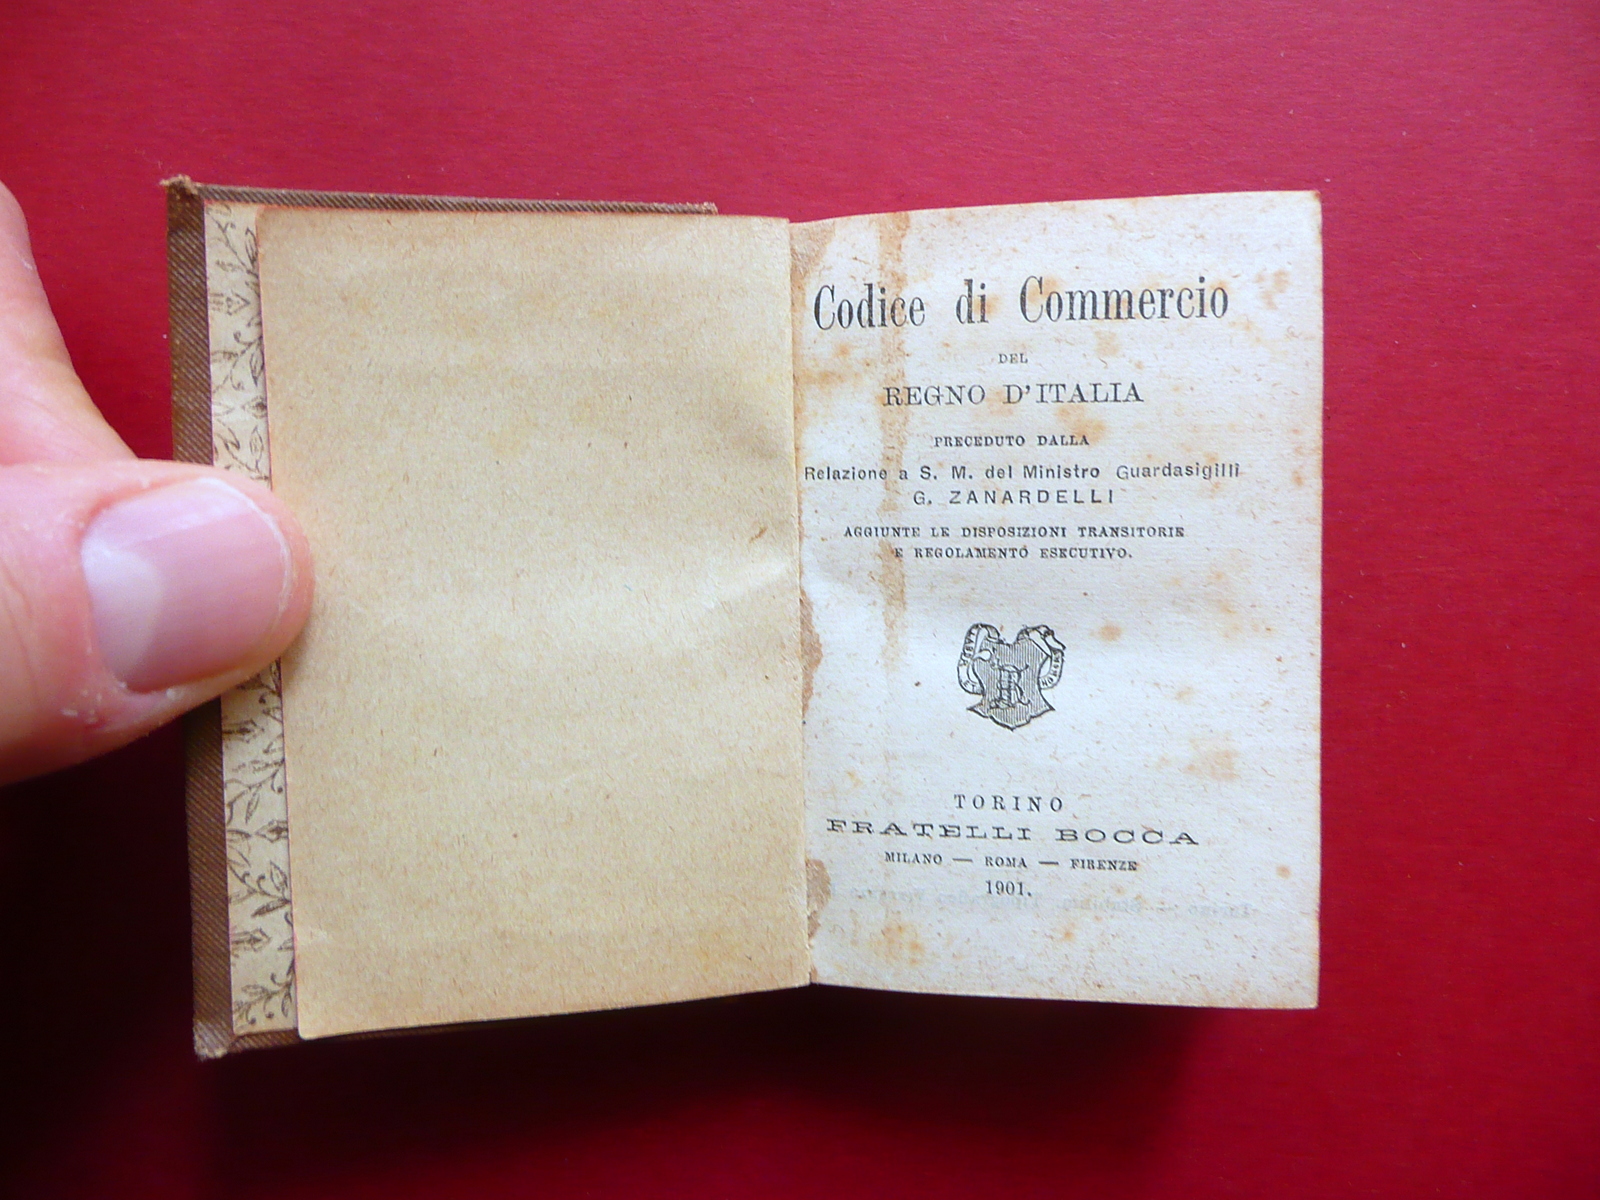 Codice di Commercio
DEL
REGNO D'ITALIA
PRECEDUTO DALLA
Relazione a S. M. del Ministro Guardasigilli
G. ZANARDELLI
AGGIUNTE LE DISPOSIZIONI TRANSITORIE
E REGOLAMENTO ESECUTIVO.
TORINO
FRATELLI BOCCA
MILANO — ROMA — FIRENZE
1901.